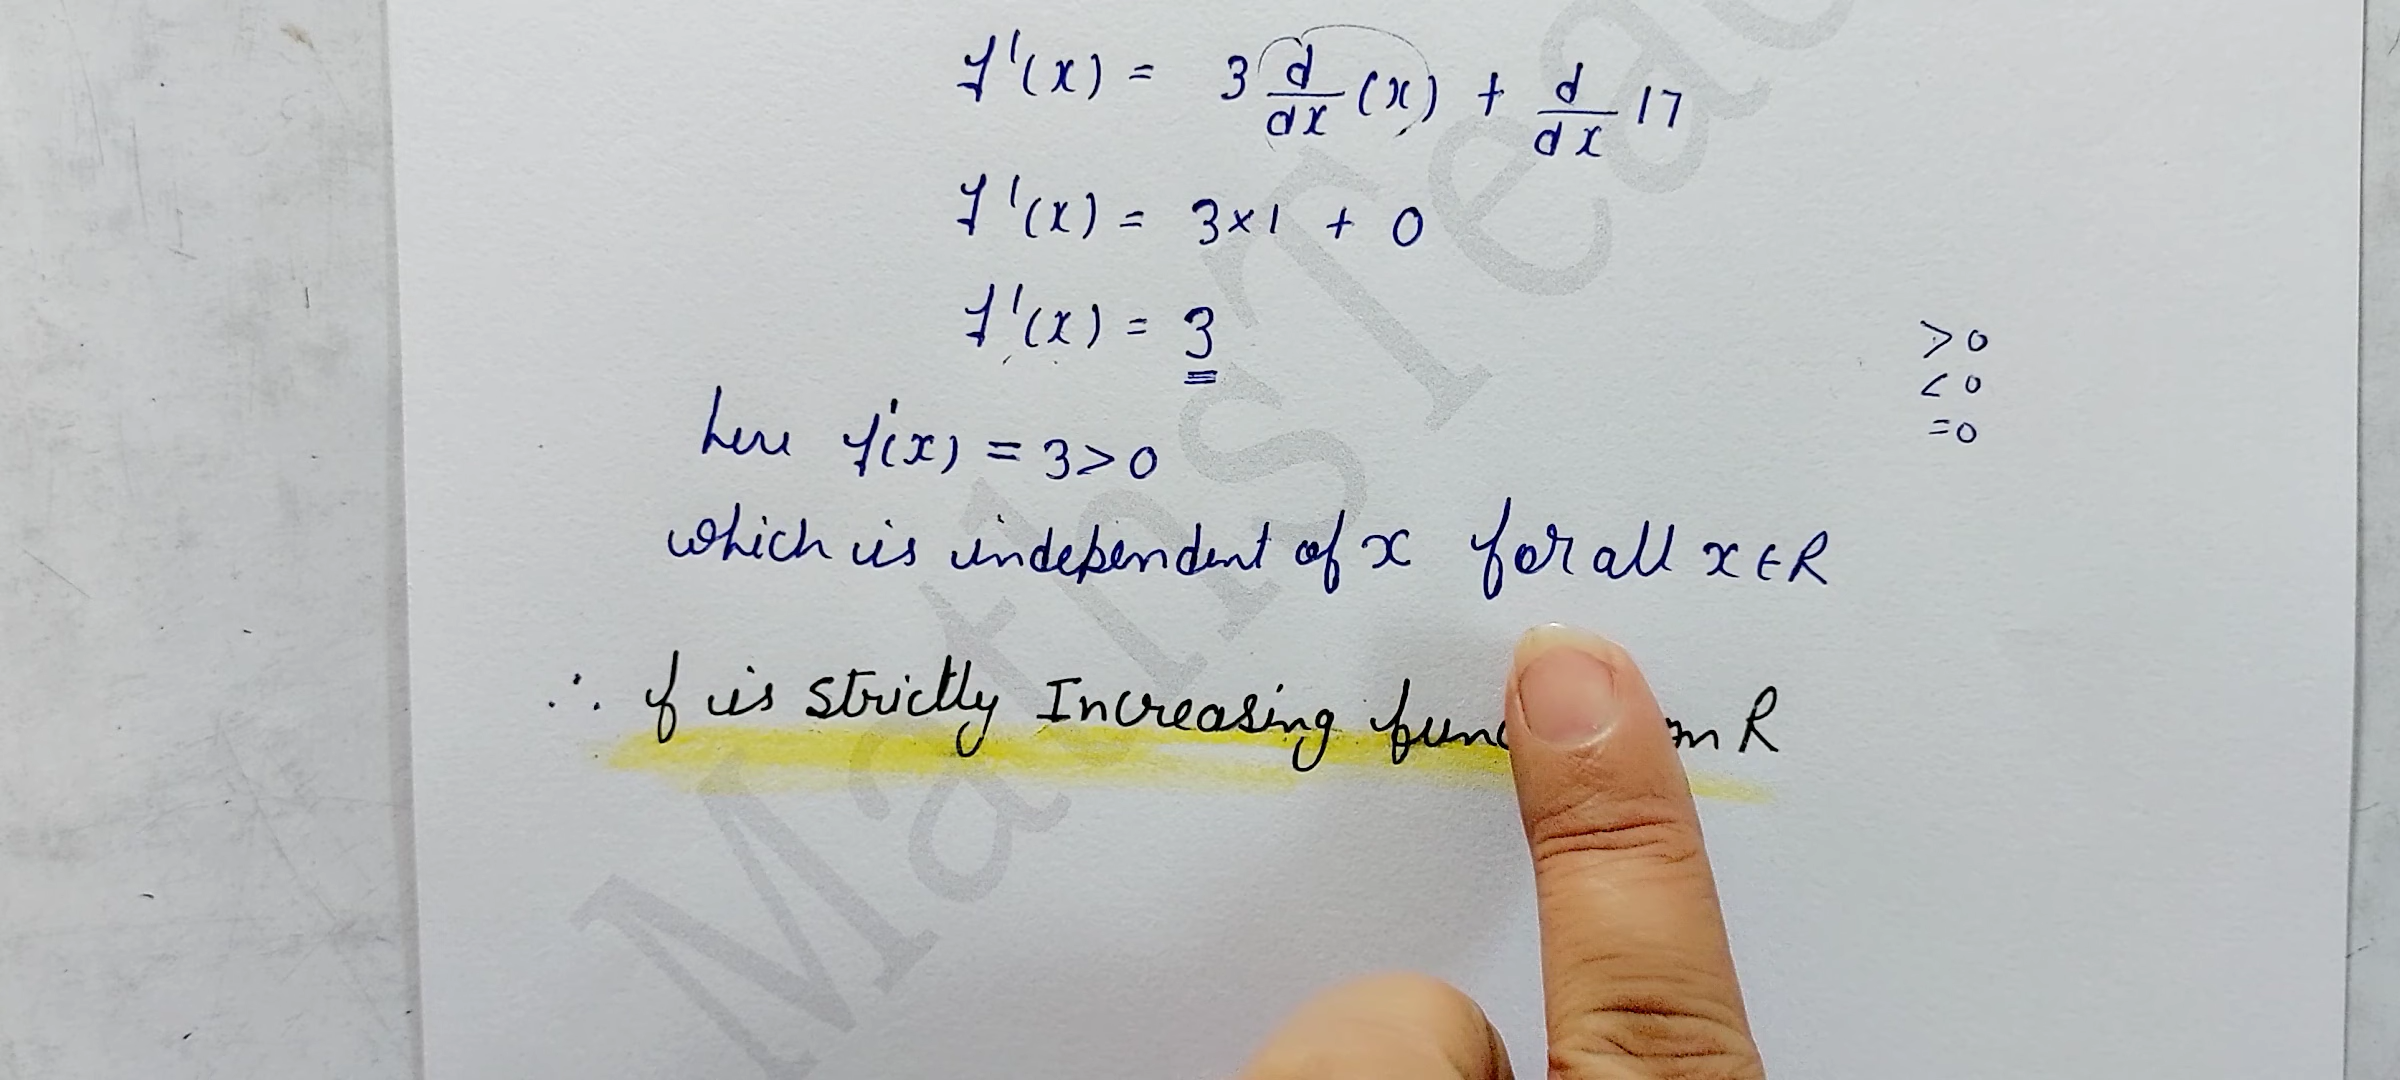 f'(x) = 3 d/dx (x) + d/dx 17
f'(x) = 3×1 + 0
f'(x) = 3
>0
<0
=0
here f'(x) = 3>0
which is independent of x for all x ∈ R
∴ f is strictly Increasing R
Maths